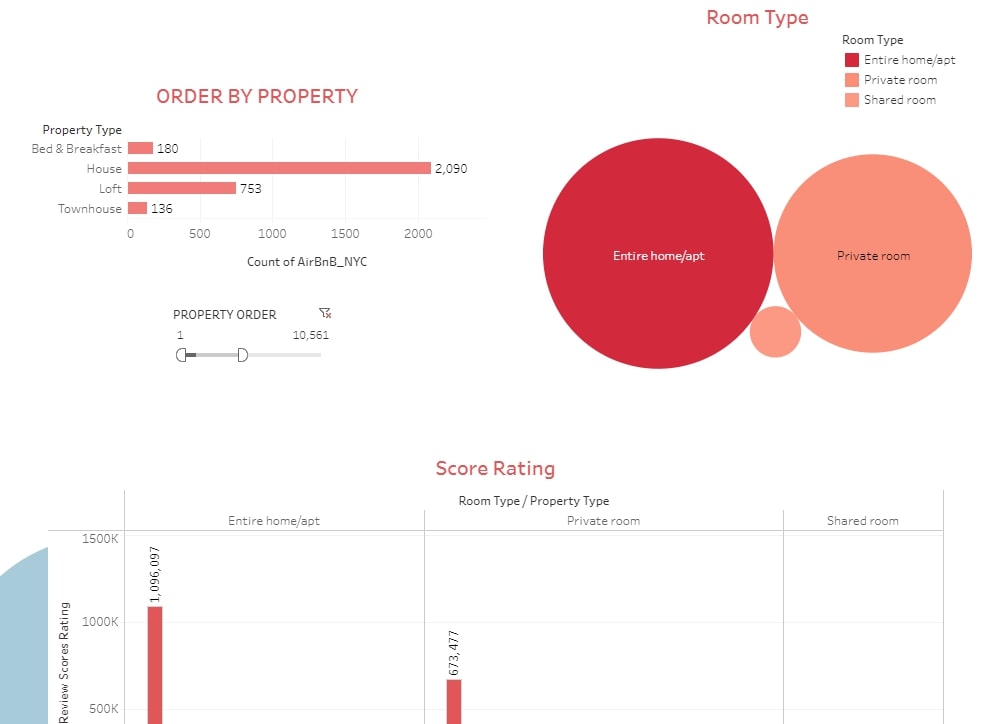 Room Type
Room Type
Entire home/apt
Private room
Shared room
ORDER BY PROPERTY
Property Type
Bed & Breakfast 180
House 2,090
Loft 753
Townhouse 136
0 500 1000 1500 2000
Count of AirBnB_NYC
Entire home/apt Private room
PROPERTY ORDER
1 10,561
Score Rating
Room Type / Property Type
Entire home/apt Private room Shared room
1500K
1000K
500K
Review Scores Rating
1,096,097
673,477